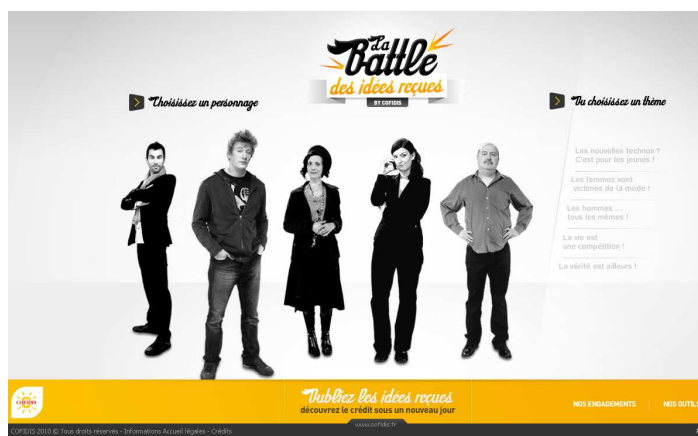 La
Battle
des idées reçues
BY COFIDIS
Choisissez un personnage
Ou choisissez un thème
Les nouvelles technos ?
C'est pour les jeunes !
Les femmes sont
victimes de la mode !
Les hommes ...
tous les mêmes !
La vie est
une compétition !
La vérité est ailleurs !
COFIDIS
Oubliez les idées reçues
découvrez le crédit sous un nouveau jour
NOS ENGAGEMENTS
NOS OUTILS
www.cofidis.fr
COFIDIS 2010 © Tous droits réservés - Informations Accueil légales - Crédits